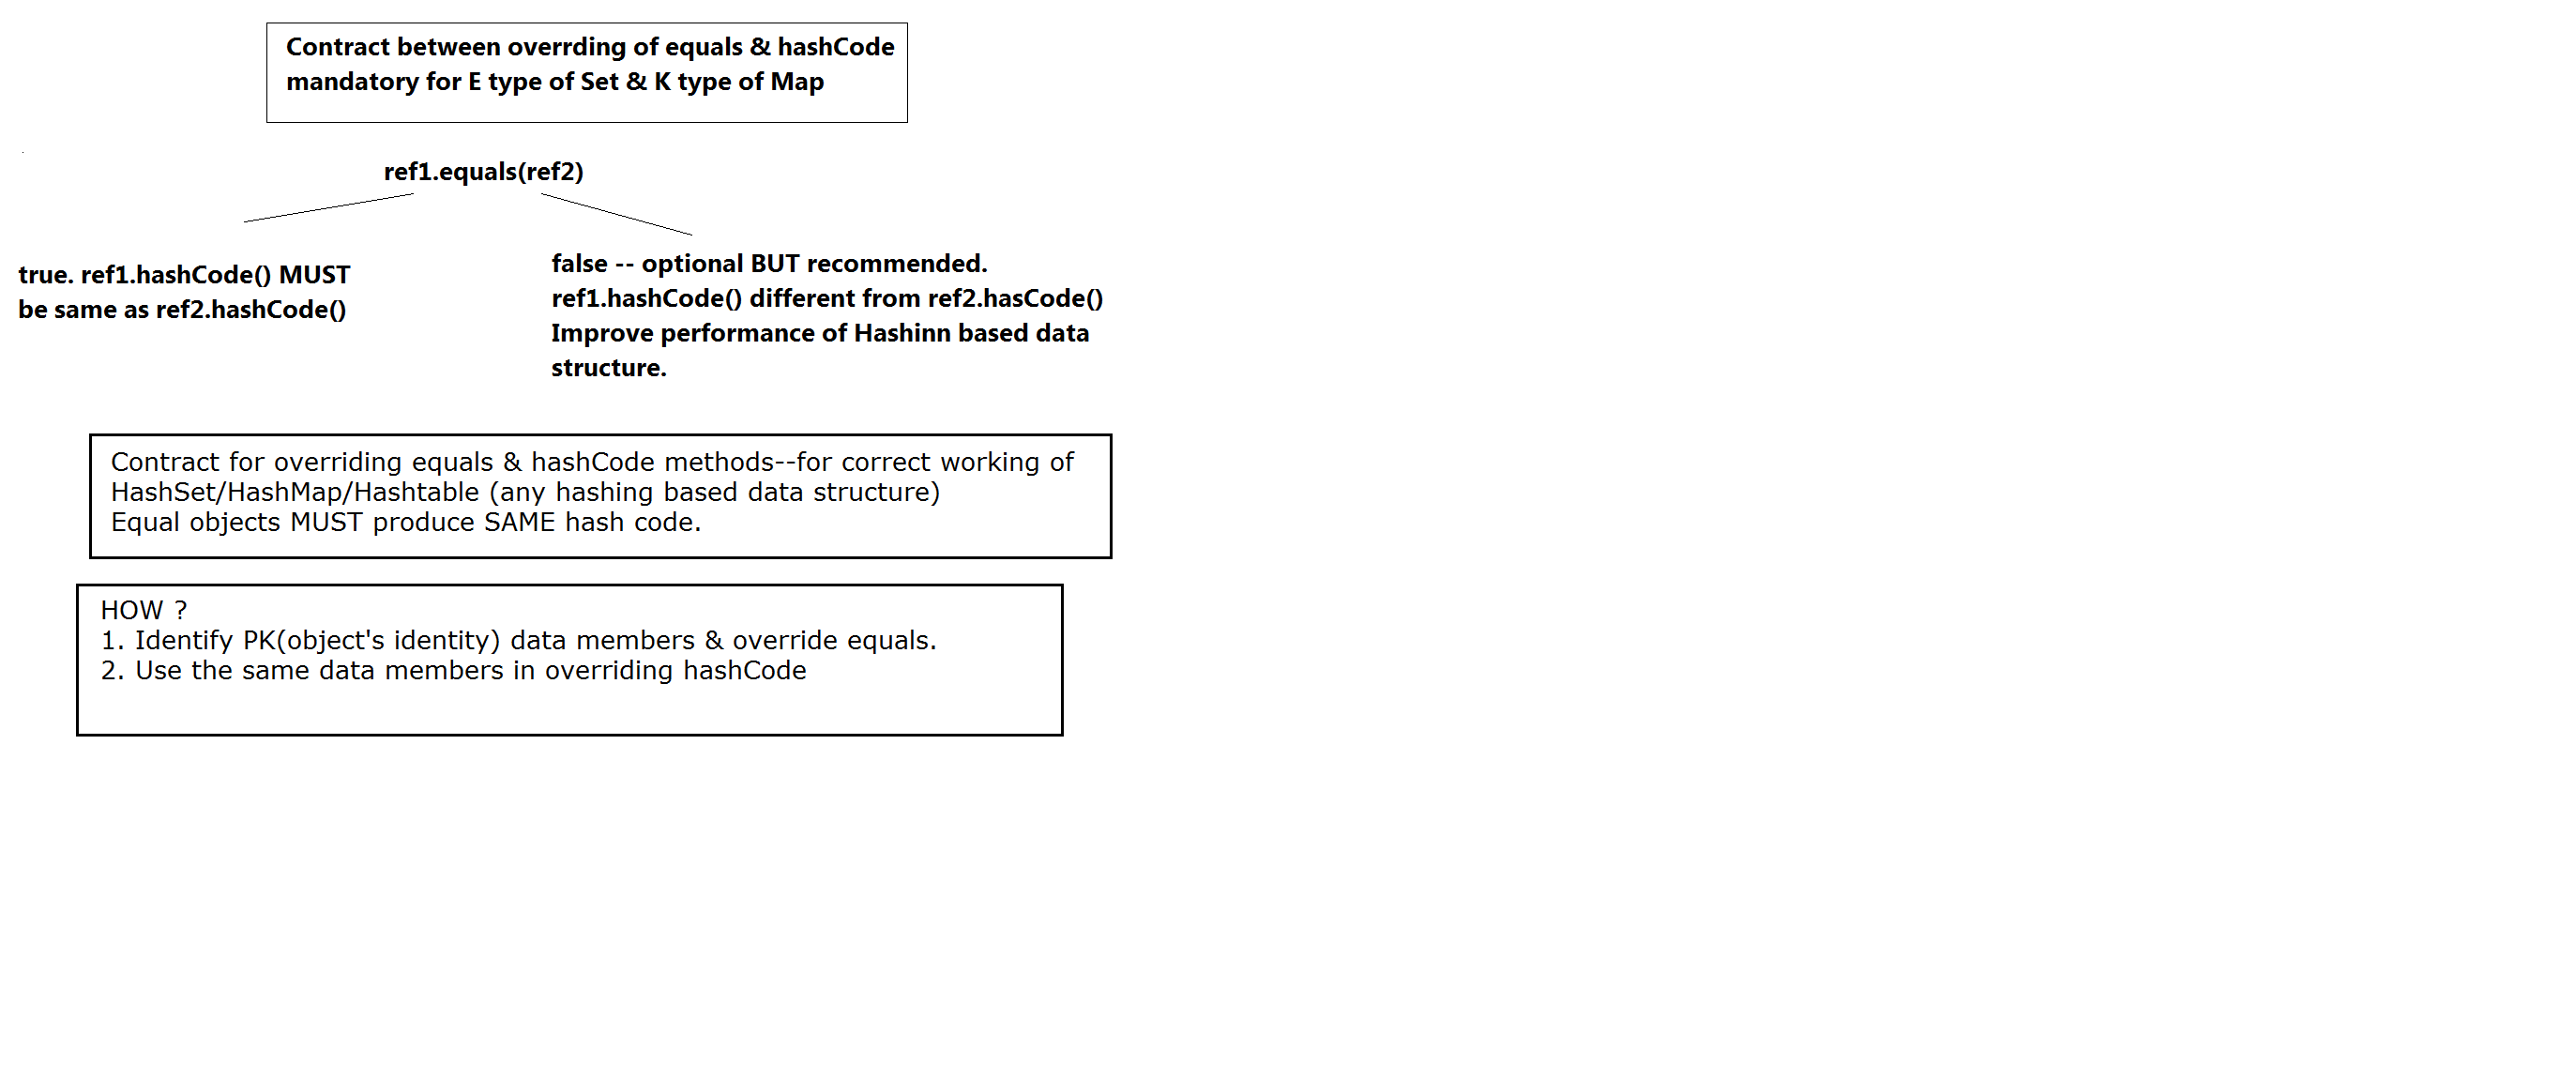 Contract between overrding of equals & hashCode
mandatory for E type of Set & K type of Map
ref1.equals(ref2)
true. ref1.hashCode() MUST
be same as ref2.hashCode()
false -- optional BUT recommended.
ref1.hashCode() different from ref2.hasCode()
Improve performance of Hashinn based data
structure.
Contract for overriding equals & hashCode methods--for correct working of
HashSet/HashMap/Hashtable (any hashing based data structure)
Equal objects MUST produce SAME hash code.
HOW ?
1. Identify PK(object's identity) data members & override equals.
2. Use the same data members in overriding hashCode